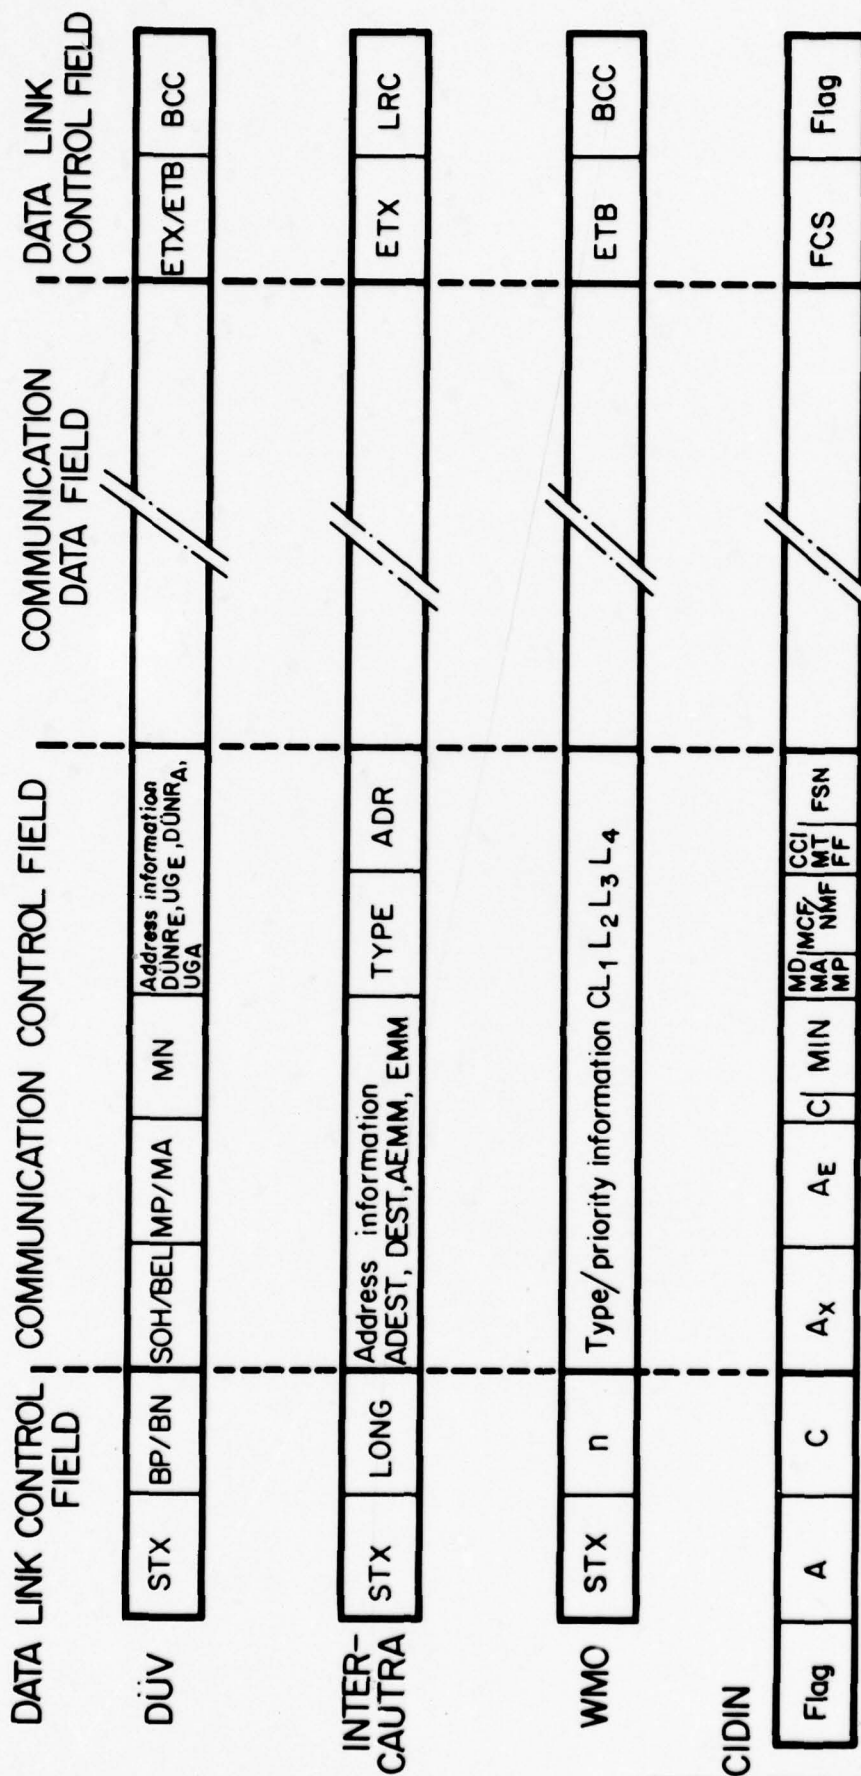 DATA LINK CONTROL
FIELD
COMMUNICATION CONTROL FIELD
COMMUNICATION
DATA FIELD
DATA LINK
CONTROL FIELD
DÜV
STX
BP/BN
SOH/BEL
MP/MA
MN
Address information
DÜNRE, UGE, DÜNRA,
UGA
ETX/ETB
BCC
INTER-
CAUTRA
STX
LONG
Address information
ADEST, DEST, AEMM, EMM
TYPE
ADR
ETX
LRC
WMO
STX
n
Type/priority information CL1 L2 L3 L4
ETB
BCC
CIDIN
Flag
A
C
AX
AE
C
MIN
MD
MA
MP
MCF/
NMF
CCI
MT
FF
FSN
FCS
Flag